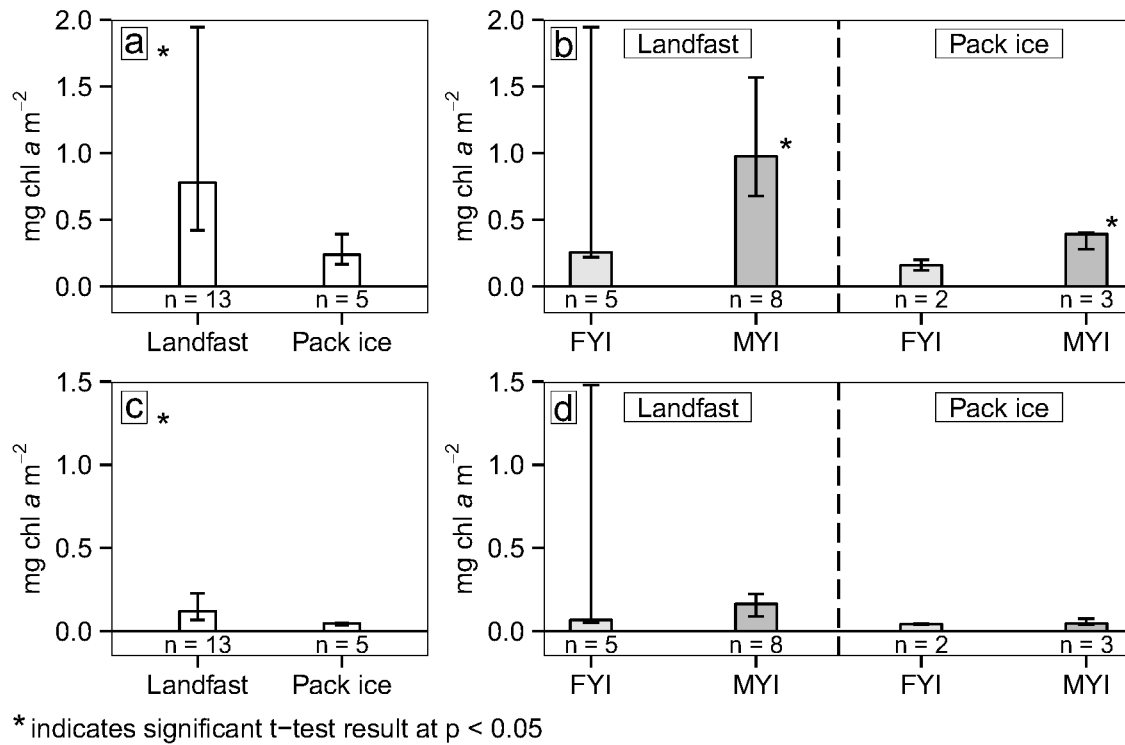 a *
mg chl a m−2
2.0
1.5
1.0
0.5
0.0
n = 13 n = 5
Landfast Pack ice
b Landfast Pack ice
mg chl a m−2
2.0
1.5
1.0
*
0.5
*
0.0
n = 5 n = 8 n = 2 n = 3
FYI MYI FYI MYI
c *
mg chl a m−2
1.5
1.0
0.5
0.0
n = 13 n = 5
Landfast Pack ice
d Landfast Pack ice
mg chl a m−2
1.5
1.0
0.5
0.0
n = 5 n = 8 n = 2 n = 3
FYI MYI FYI MYI
* indicates significant t−test result at p < 0.05